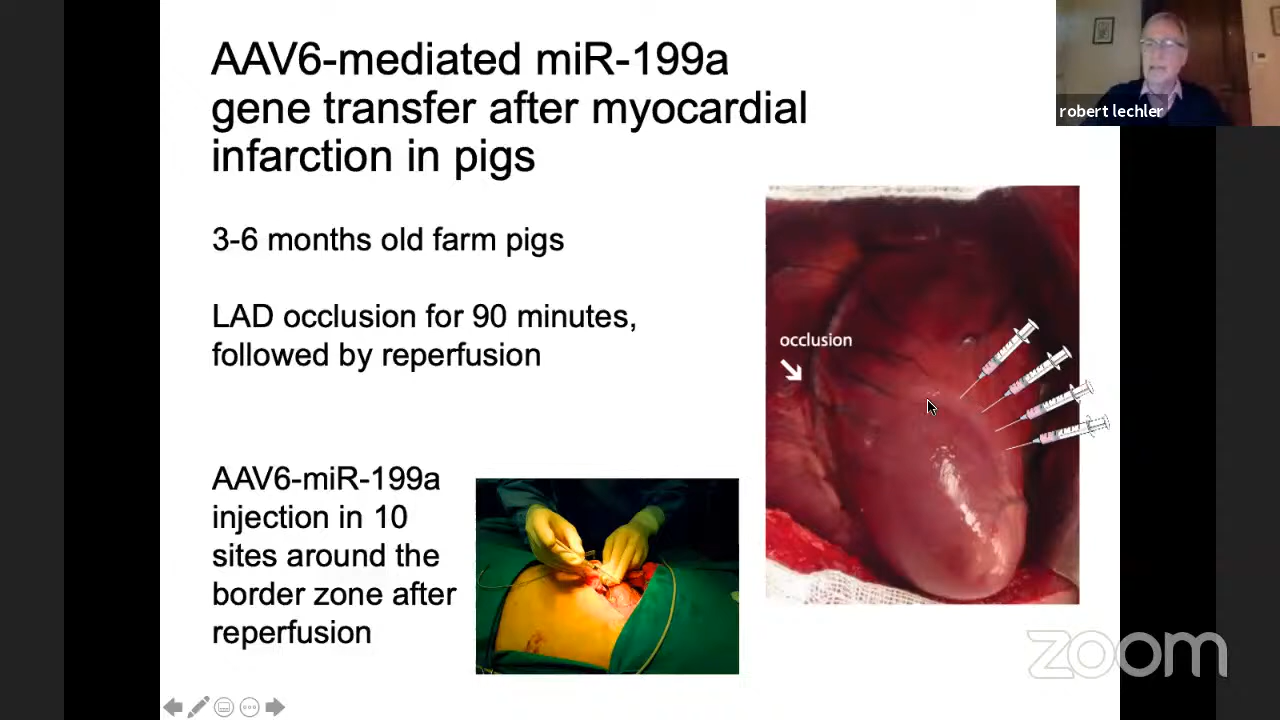 AAV6-mediated miR-199a
gene transfer after myocardial
infarction in pigs
robert lechler
3-6 months old farm pigs
LAD occlusion for 90 minutes,
followed by reperfusion
occlusion
AAV6-miR-199a
injection in 10
sites around the
border zone after
reperfusion
zoom